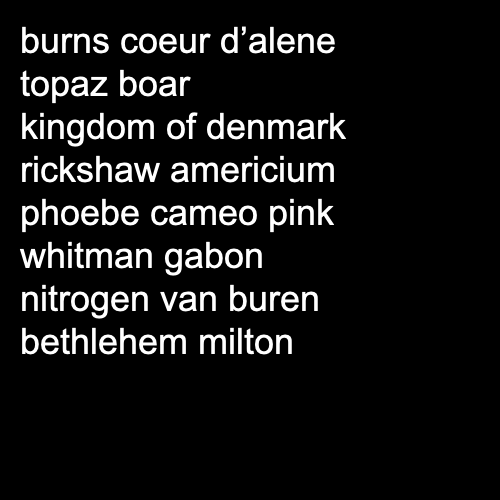 burns coeur d’alene
topaz boar
kingdom of denmark
rickshaw americium
phoebe cameo pink
whitman gabon
nitrogen van buren
bethlehem milton